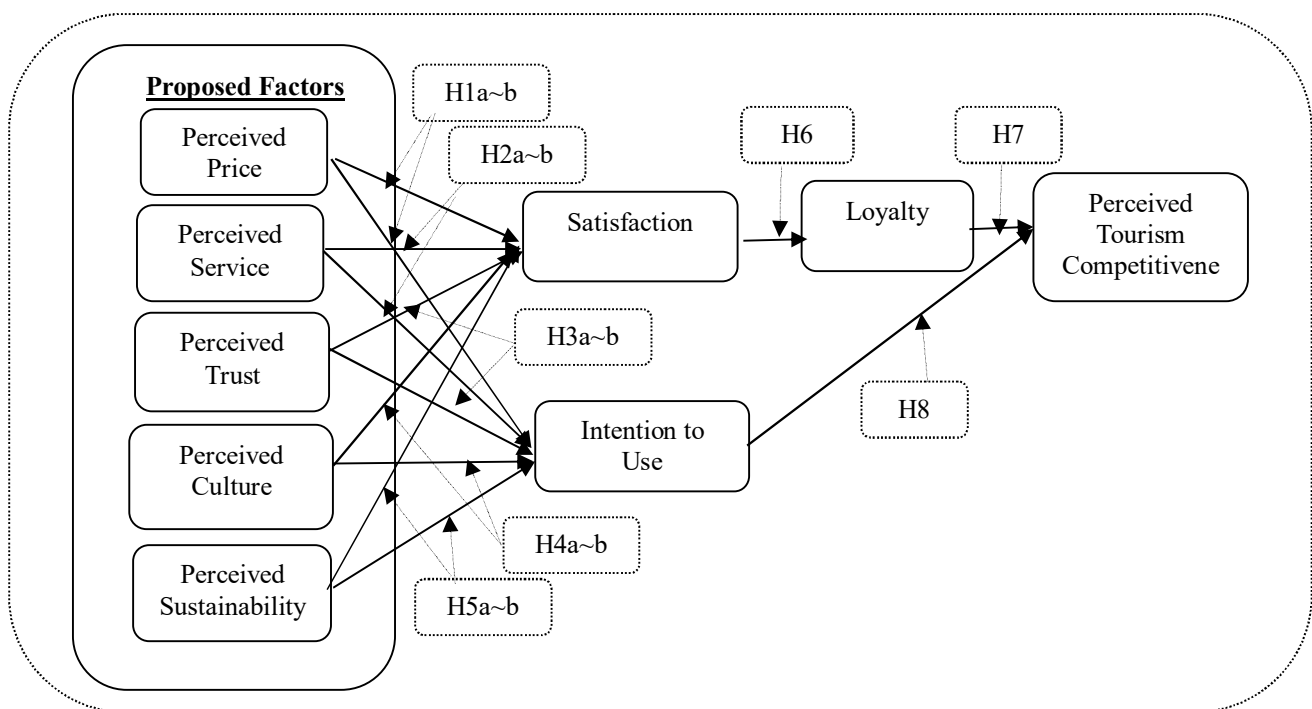 Proposed Factors
Perceived
Price
Perceived
Service
Perceived
Trust
Perceived
Culture
Perceived
Sustainability
H1a~b
H2a~b
H3a~b
H4a~b
H5a~b
Satisfaction
Intention to
Use
H6
Loyalty
H7
H8
Perceived
Tourism
Competitivene